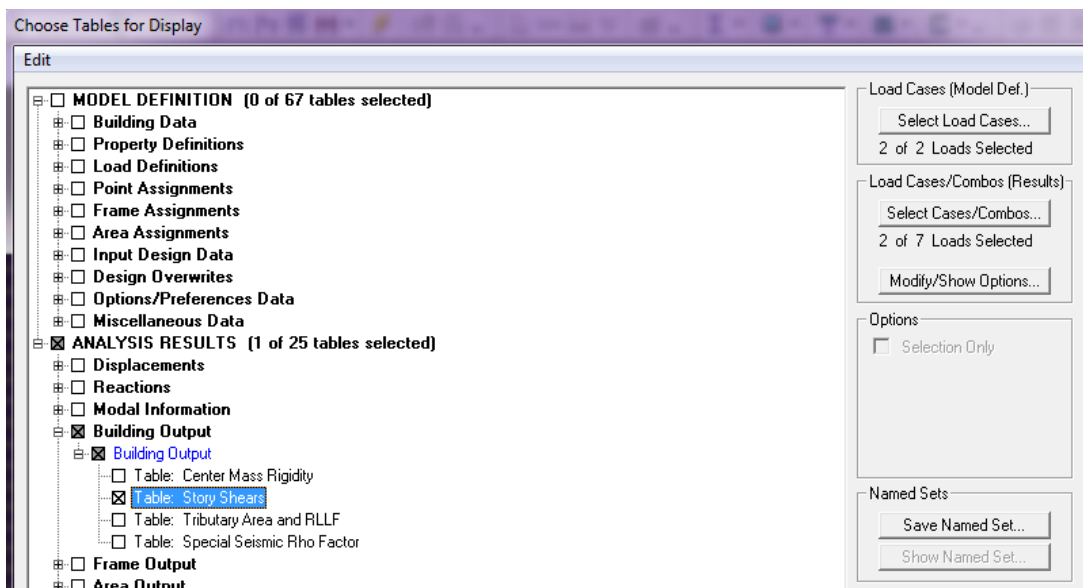 Choose Tables for Display
Edit
MODEL DEFINITION (0 of 67 tables selected)
Building Data
Property Definitions
Load Definitions
Point Assignments
Frame Assignments
Area Assignments
Input Design Data
Design Overwrites
Options/Preferences Data
Miscellaneous Data
ANALYSIS RESULTS (1 of 25 tables selected)
Displacements
Reactions
Modal Information
Building Output
Building Output
Table: Center Mass Rigidity
Table: Story Shears
Table: Tributary Area and RLLF
Table: Special Seismic Rho Factor
Frame Output
Area Output
Load Cases (Model Def.)
Select Load Cases...
2 of 2 Loads Selected
Load Cases/Combos (Results)
Select Cases/Combos...
2 of 7 Loads Selected
Modify/Show Options...
Options
Selection Only
Named Sets
Save Named Set...
Show Named Set...